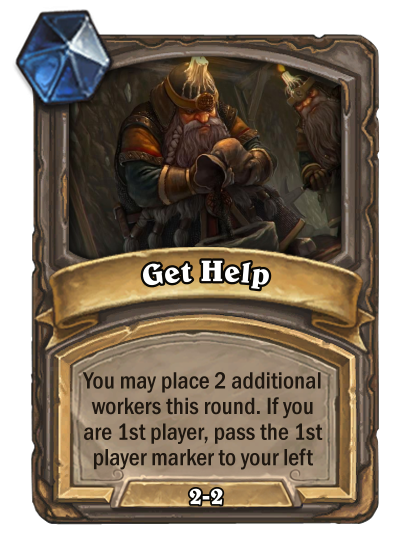 Get Help
You may place 2 additional
workers this round. If you
are 1st player, pass the 1st
player marker to your left
2-2